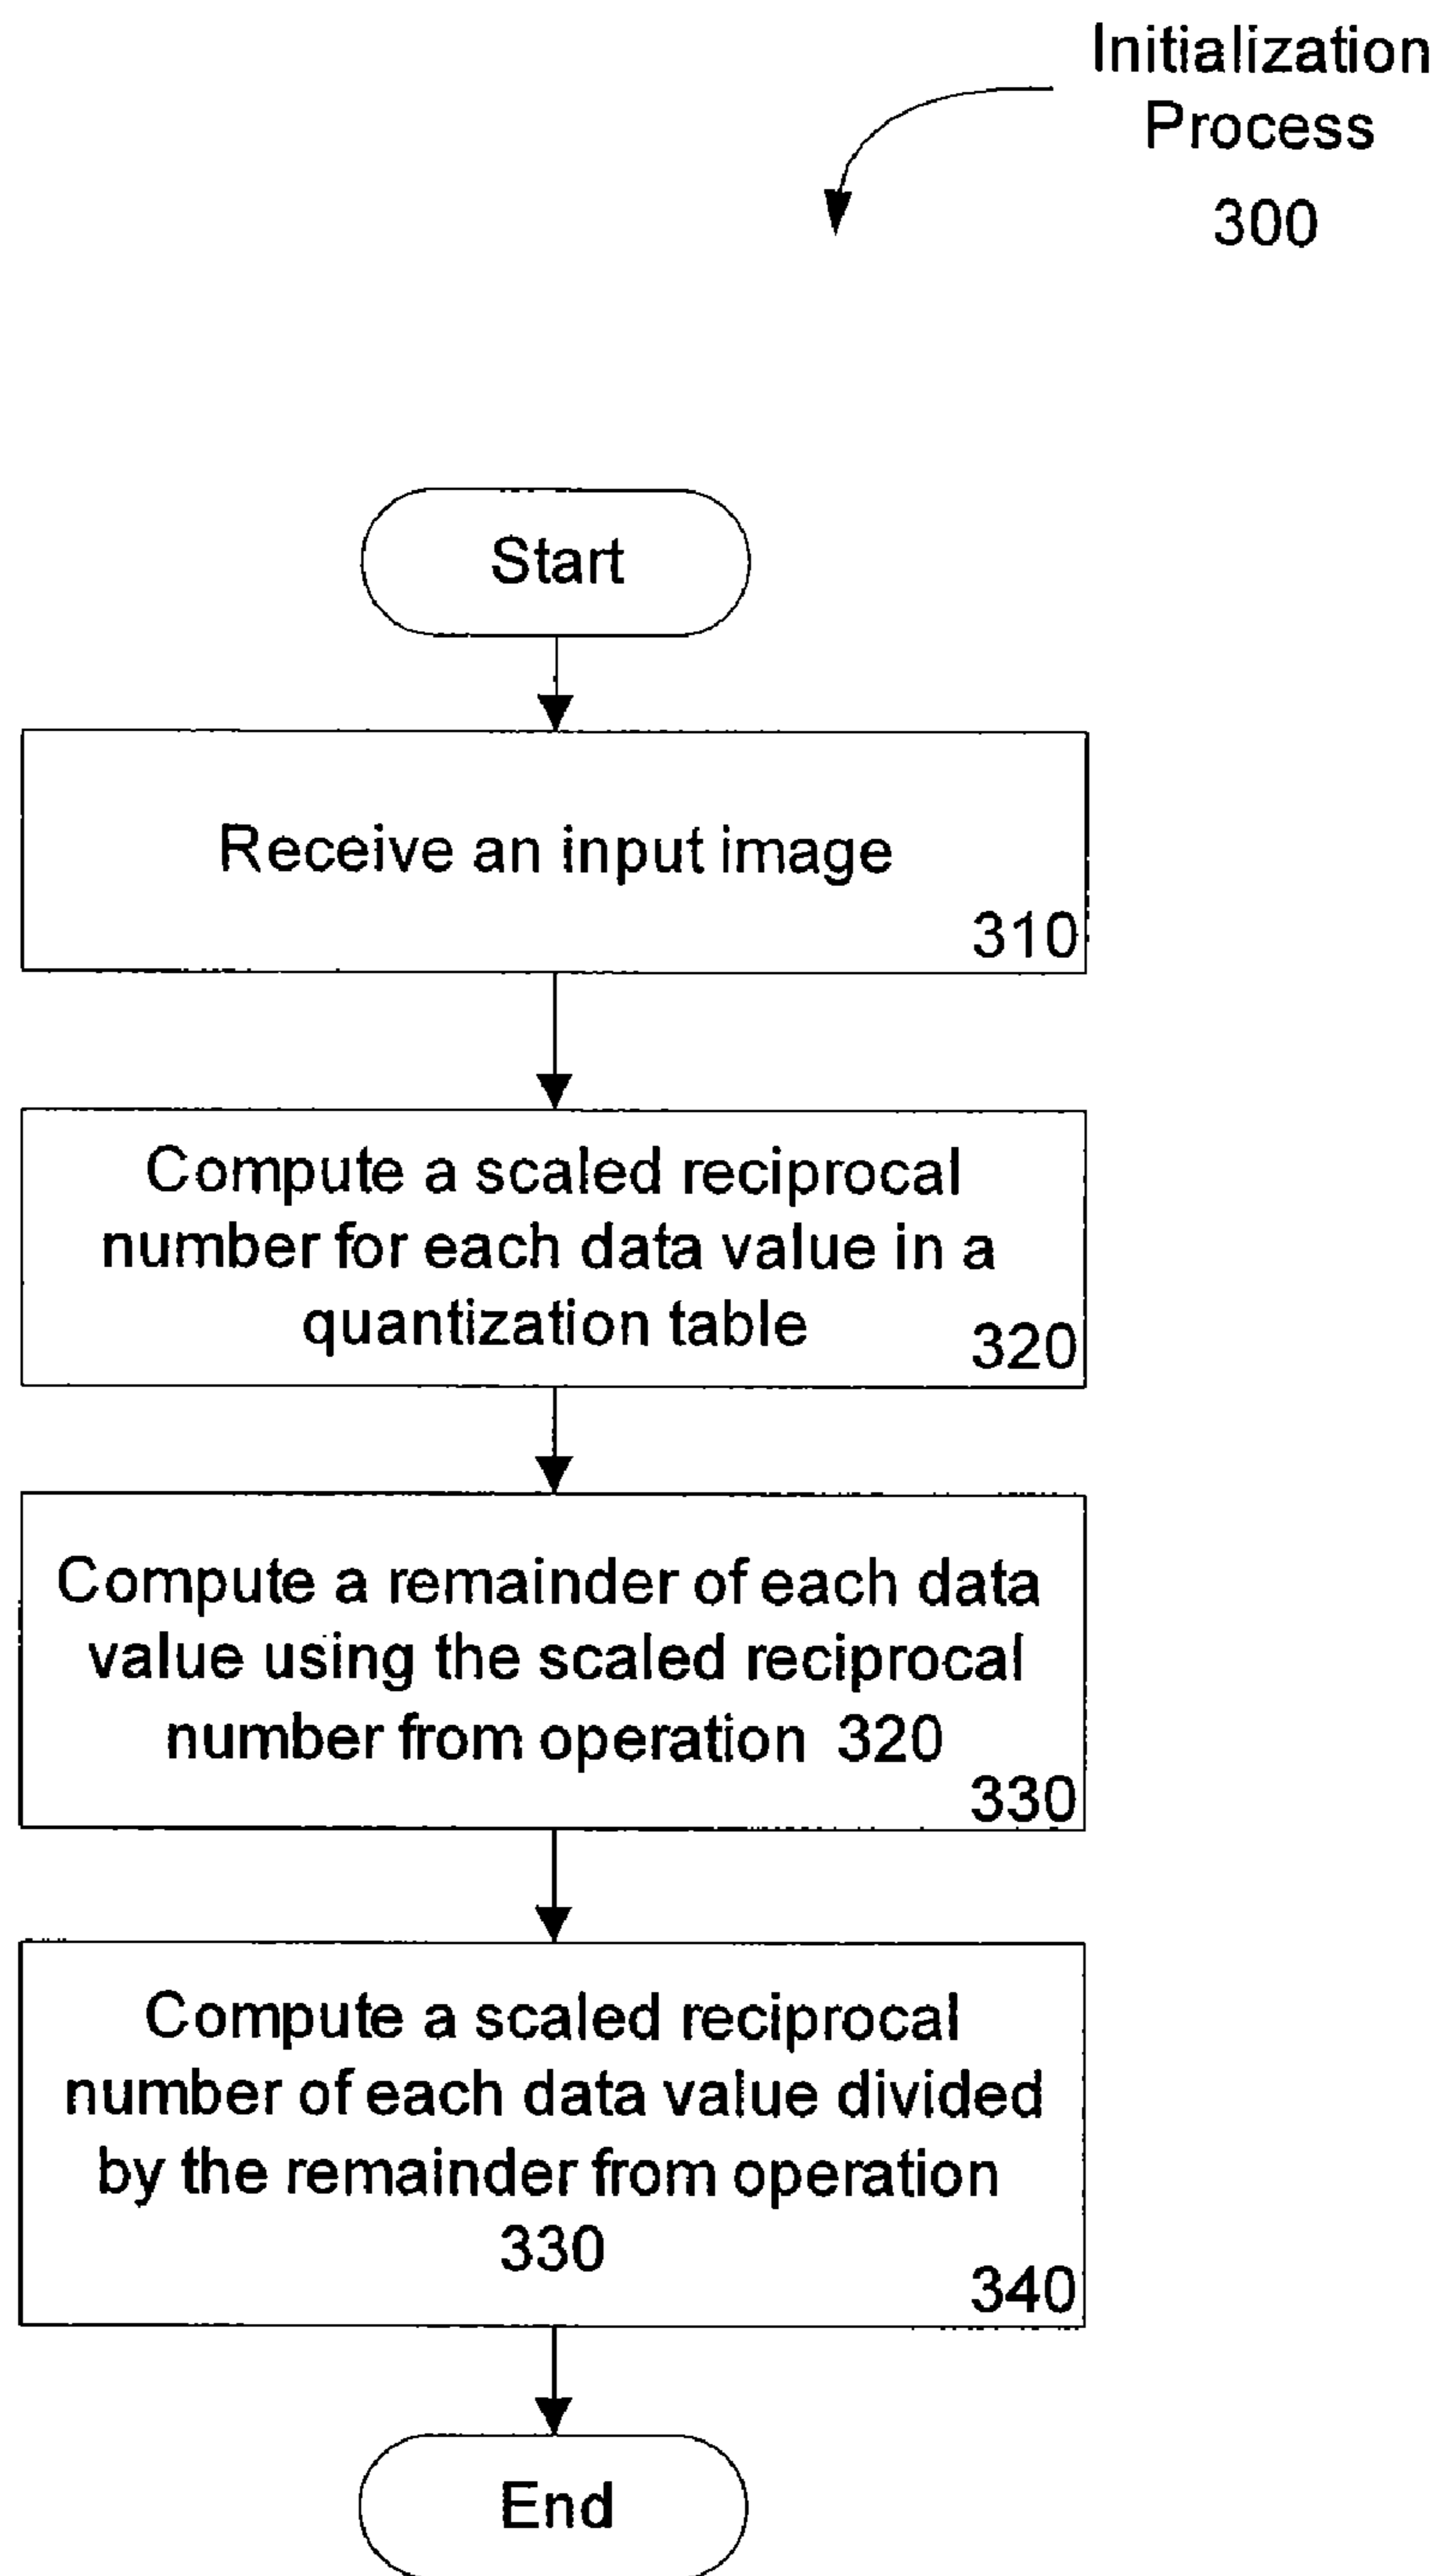 Initialization
Process
300
Start
Receive an input image
310
Compute a scaled reciprocal
number for each data value in a
quantization table
320
Compute a remainder of each data
value using the scaled reciprocal
number from operation 320
330
Compute a scaled reciprocal
number of each data value divided
by the remainder from operation
330
340
End